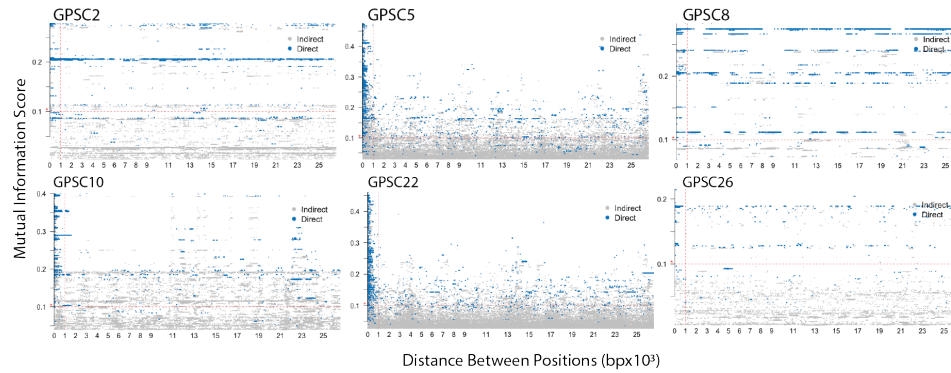 GPSC2
GPSC5
GPSC8
Indirect
Direct
Indirect
Direct
Indirect
Direct
0.2
0.1
0.4
0.3
0.2
0.1
0.2
0.1
0 1 2 3 4 5 6 7 8 9 11 13 15 17 19 21 23 25
0 1 2 3 4 5 6 7 8 9 11 13 15 17 19 21 23 25
0 1 2 3 4 5 6 7 8 9 11 13 15 17 19 21 23 25
Mutual Information Score
GPSC10
GPSC22
GPSC26
Indirect
Direct
Indirect
Direct
Indirect
Direct
0.4
0.3
0.2
0.1
0.4
0.3
0.2
0.1
0.2
0.1
0 1 2 3 4 5 6 7 8 9 11 13 15 17 19 21 23 25
0 1 2 3 4 5 6 7 8 9 11 13 15 17 19 21 23 25
0 1 2 3 4 5 6 7 8 9 11 13 15 17 19 21 23 25
Distance Between Positions (bpx10³)